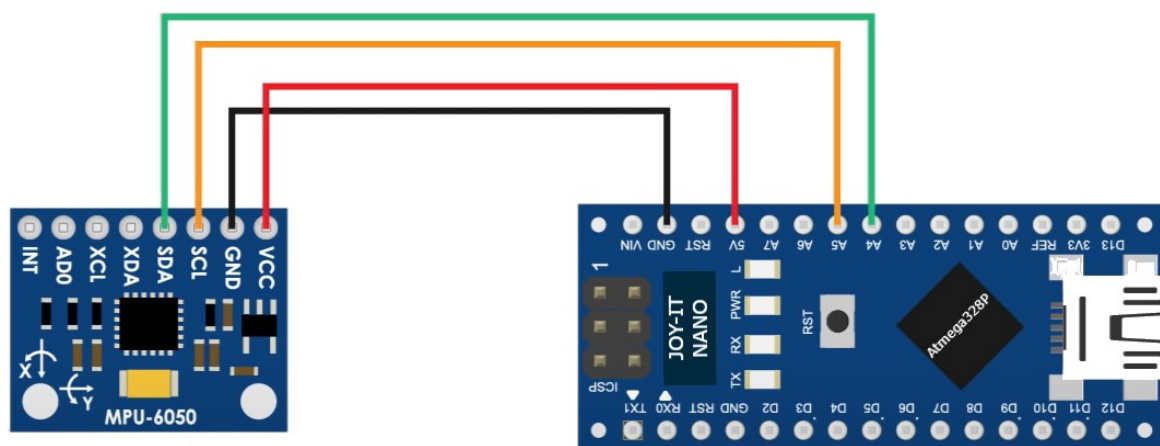 INT
AD0
XCL
XDA
SDA
SCL
GND
VCC
X
Y
MPU-6050
VIN
GND
RST
5V
A7
A6
A5
A4
A3
A2
A1
A0
REF
3V3
D13
1
ICSP
JOY-IT
NANO
L
PWR
RX
TX
RST
Atmega328P
TX1
RX0
RST
GND
D2
D3
D4
D5
D6
D7
D8
D9
D10
D11
D12